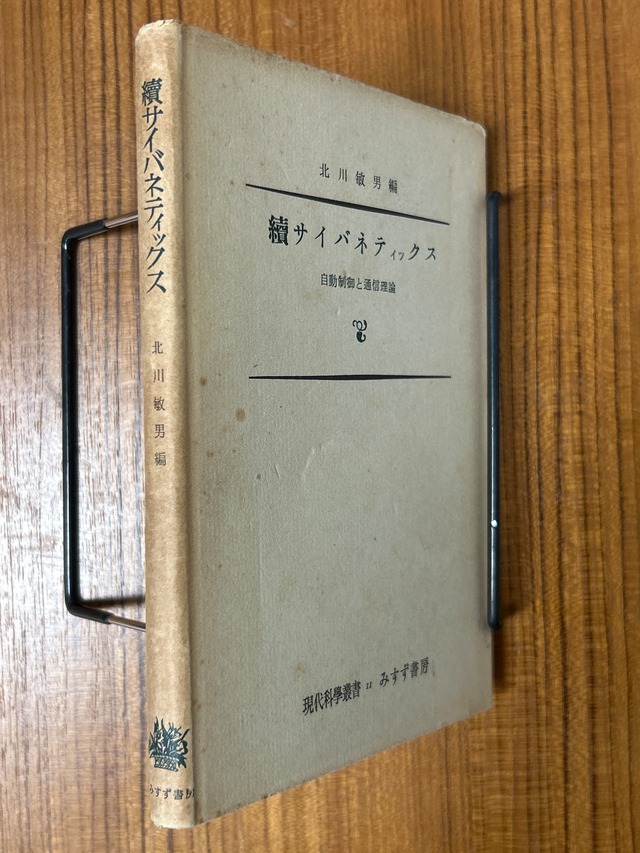 續サイバネティックス
北川敏男編
みすず書房
北川敏男編
續サイバネティックス
自動制御と通信理論
現代科學叢書 みすず書房